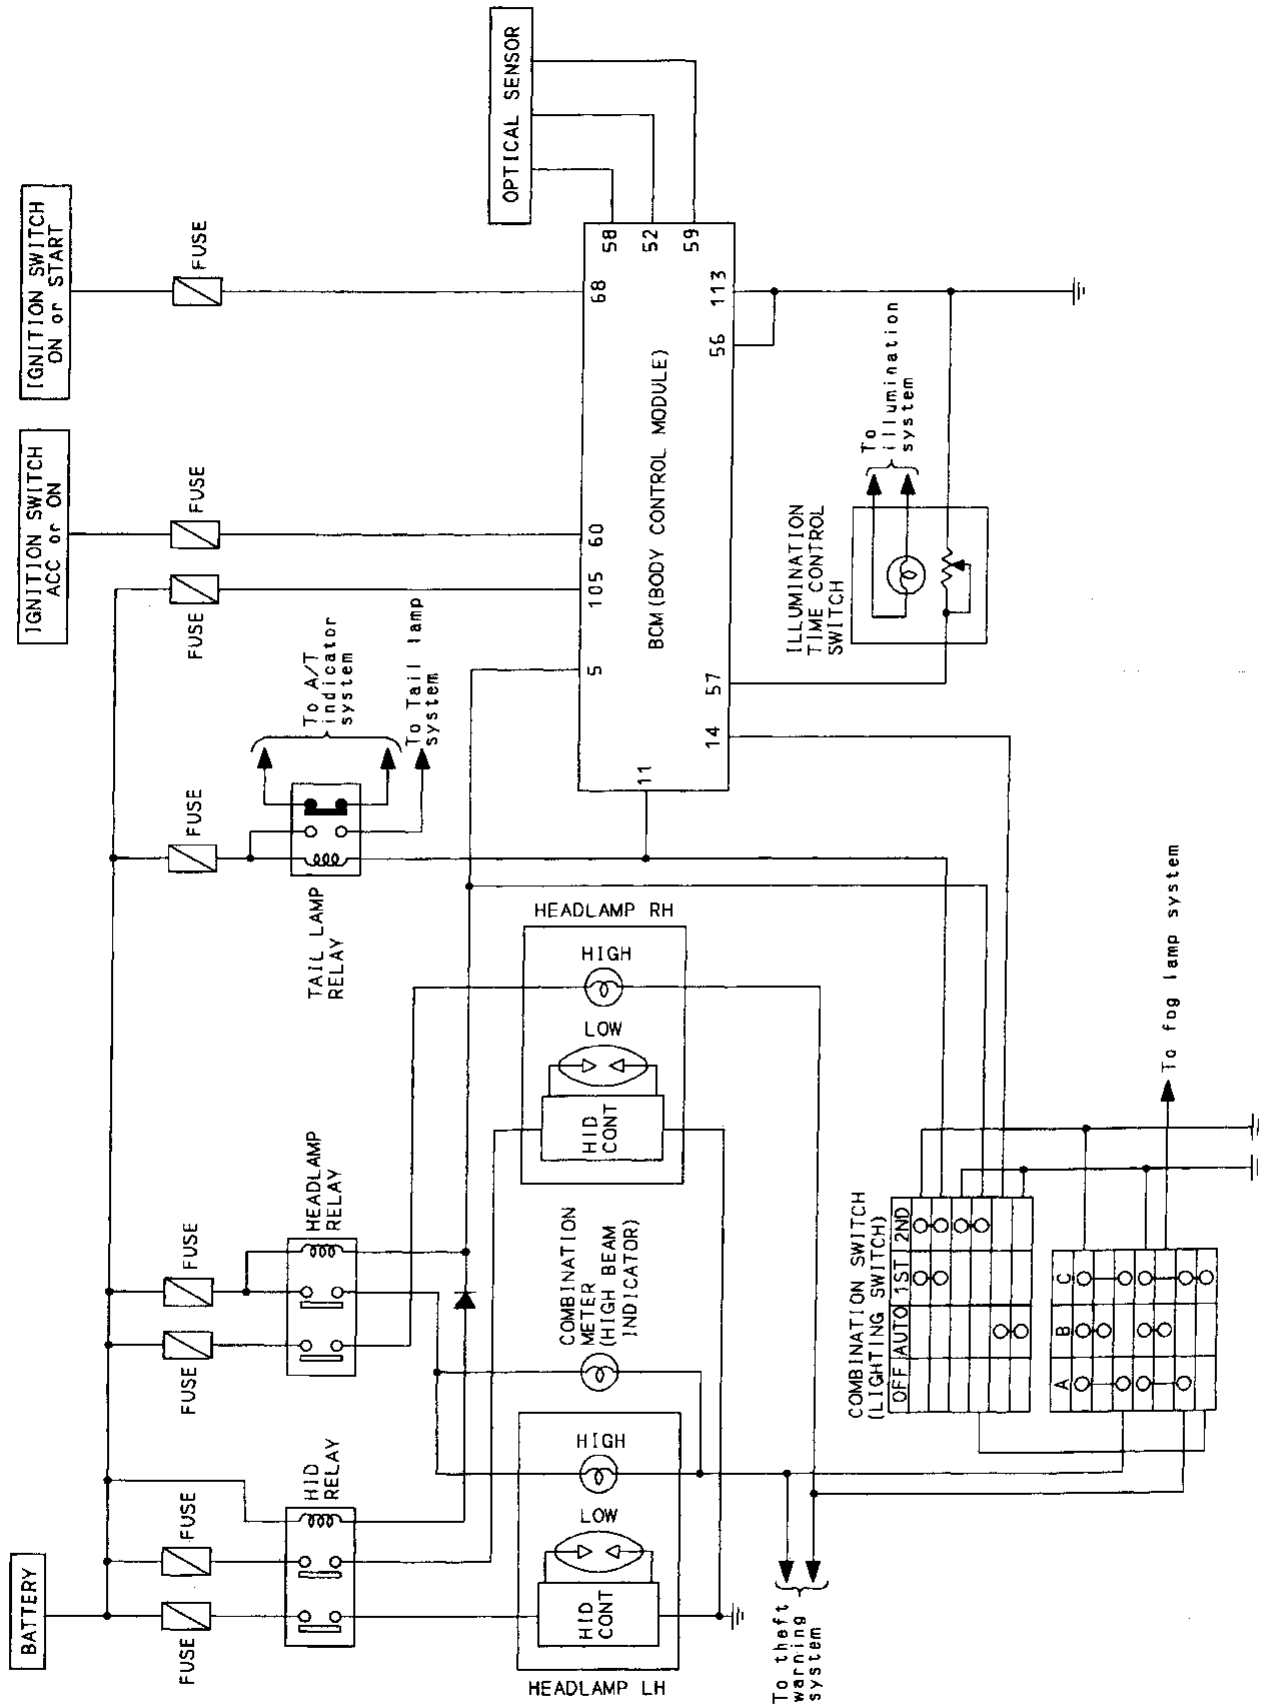 BATTERY
IGNITION SWITCH
ACC or ON
IGNITION SWITCH
ON or START
FUSE
FUSE
FUSE
FUSE
FUSE
FUSE
FUSE
FUSE
HID
RELAY
HEADLAMP
RELAY
TAIL LAMP
RELAY
To A/T
indicator
system
To Tail lamp
system
OPTICAL SENSOR
HEADLAMP LH
HID
CONT
LOW
HIGH
COMBINATION
METER
(HIGH BEAM
INDICATOR)
HEADLAMP RH
HID
CONT
LOW
HIGH
5
105
60
68
58
52
59
11
14
57
56
113
BCM(BODY CONTROL MODULE)
To theft
warning
system
ILLUMINATION
TIME CONTROL
SWITCH
To
illumination
system
COMBINATION SWITCH
(LIGHTING SWITCH)
OFF AUTO 1ST 2ND
A B C
To fog lamp system